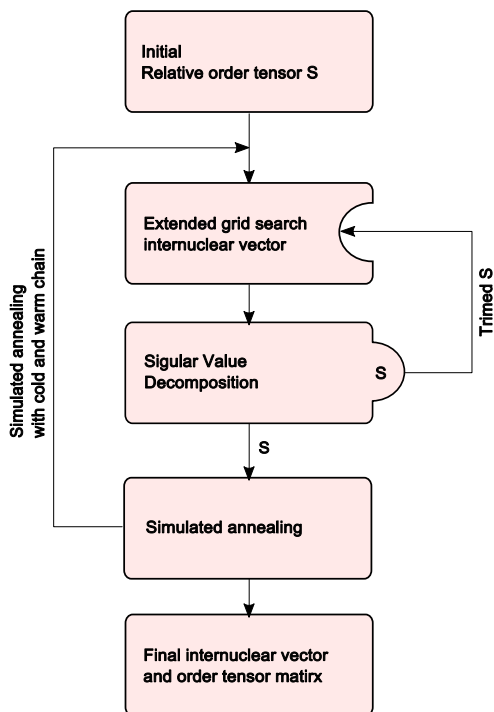 Initial
Relative order tensor S
Extended grid search
internuclear vector
Trimed S
Sigular Value
Decomposition
S
S
Simulated annealing
with cold and warm chain
Simulated annealing
Final internuclear vector
and order tensor matirx